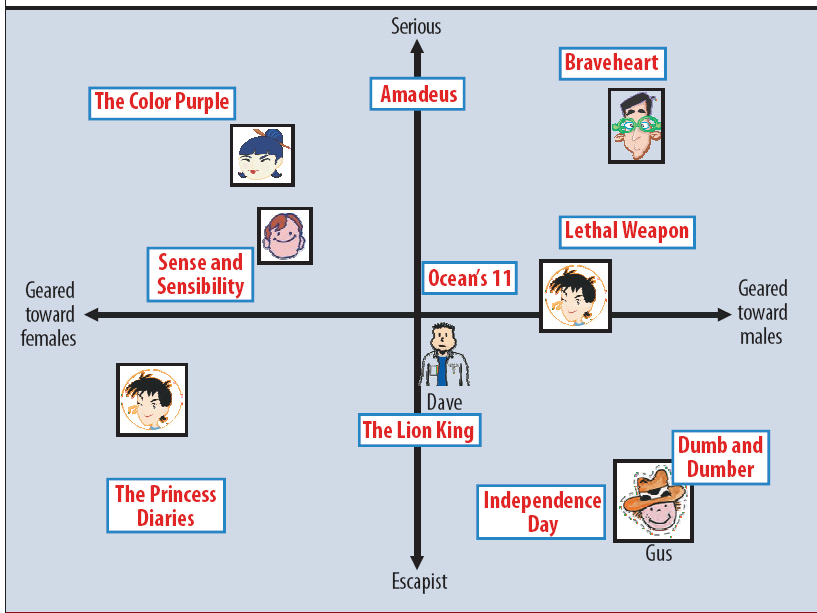 Serious
Braveheart
Amadeus
The Color Purple
Lethal Weapon
Sense and
Sensibility
Ocean's 11
Geared
toward
females
Geared
toward
males
Dave
The Lion King
Dumb and
Dumber
The Princess
Diaries
Independence
Day
Gus
Escapist